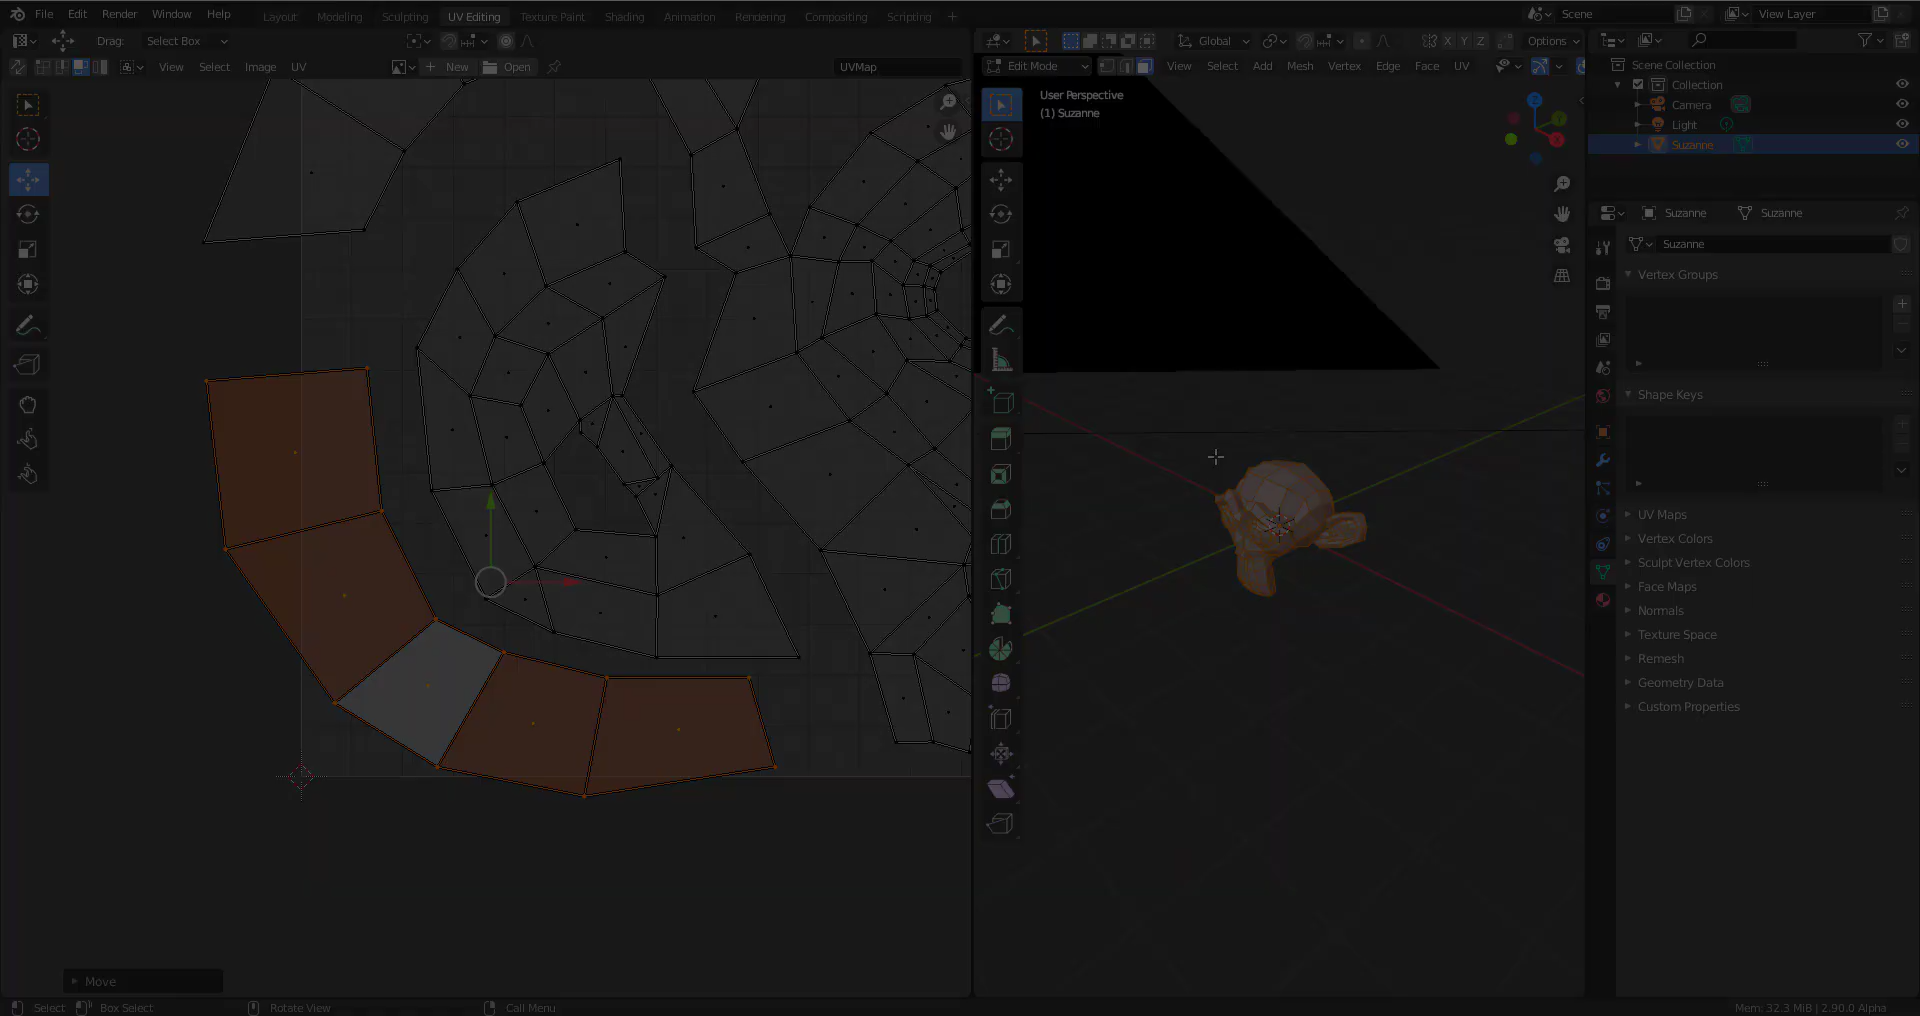 File Edit Render Window Help Layout Modeling Sculpting UV Editing Texture Paint Shading Animation Rendering Compositing Scripting + Scene View Layer
Drag: Select Box Global X Y Z Options
View Select Image UV New Open UVMap Edit Mode View Select Add Mesh Vertex Edge Face UV
Scene Collection
Collection
Camera
Light
Suzanne
User Perspective
(1) Suzanne
Z
Y
X
Suzanne Suzanne
Suzanne
Vertex Groups
Shape Keys
UV Maps
Vertex Colors
Sculpt Vertex Colors
Face Maps
Normals
Texture Space
Remesh
Geometry Data
Custom Properties
Move
Select Box Select Rotate View Call Menu Mem: 32.3 MiB | 2.90.0 Alpha